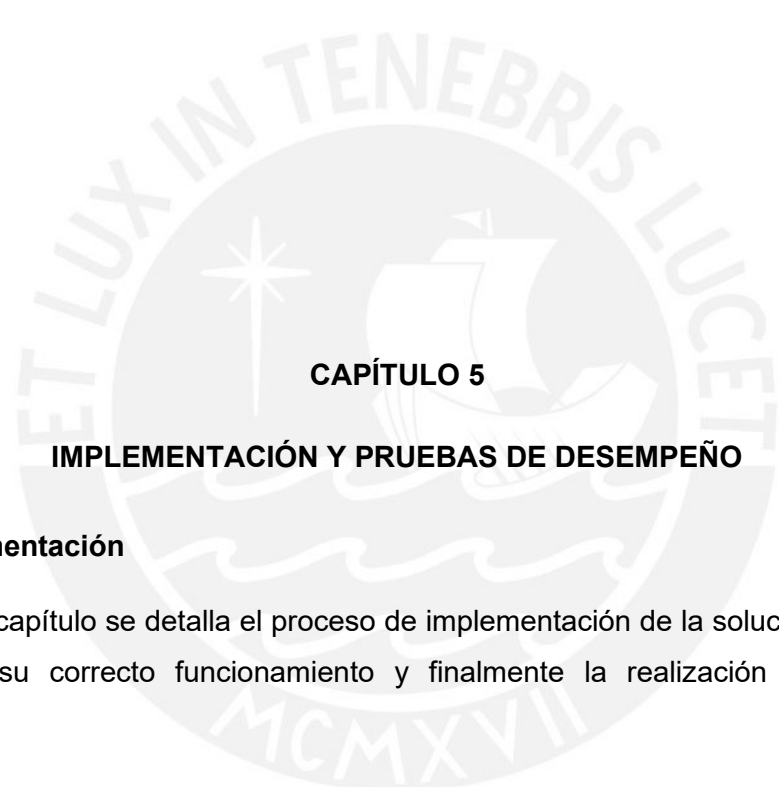 ET LUX IN TENEBRIS LUCET
CAPÍTULO 5
IMPLEMENTACIÓN Y PRUEBAS DE DESEMPEÑO
mentación
capítulo se detalla el proceso de implementación de la soluc
su correcto funcionamiento y finalmente la realización
MCMXVII